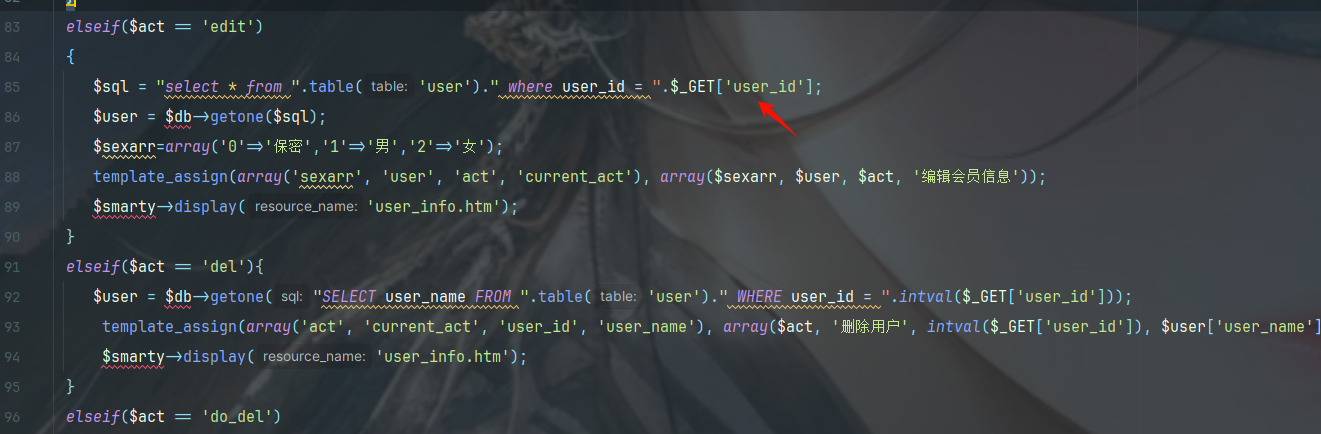 82 }
83 elseif($act == 'edit')
84 {
85 $sql = "select * from ".table( table: 'user')." where user_id = ".$_GET['user_id'];
86 $user = $db->getone($sql);
87 $sexarr=array('0'=>'保密','1'=>'男','2'=>'女');
88 template_assign(array('sexarr', 'user', 'act', 'current_act'), array($sexarr, $user, $act, '编辑会员信息'));
89 $smarty->display( resource_name: 'user_info.htm');
90 }
91 elseif($act == 'del'){
92 $user = $db->getone( sql: "SELECT user_name FROM ".table( table: 'user')." WHERE user_id = ".intval($_GET['user_id']));
93 template_assign(array('act', 'current_act', 'user_id', 'user_name'), array($act, '删除用户', intval($_GET['user_id']), $user['user_name']
94 $smarty->display( resource_name: 'user_info.htm');
95 }
96 elseif($act == 'do_del')